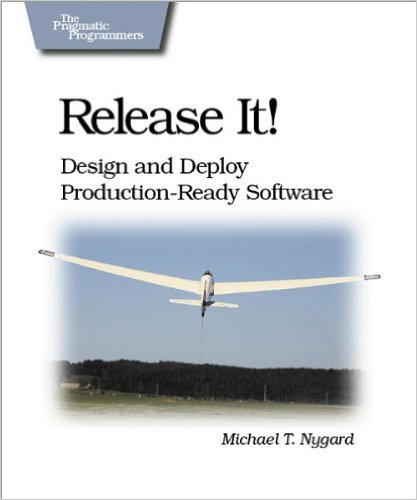 The
Pragmatic
Programmers
Release It!
Design and Deploy
Production-Ready Software
Michael T. Nygard